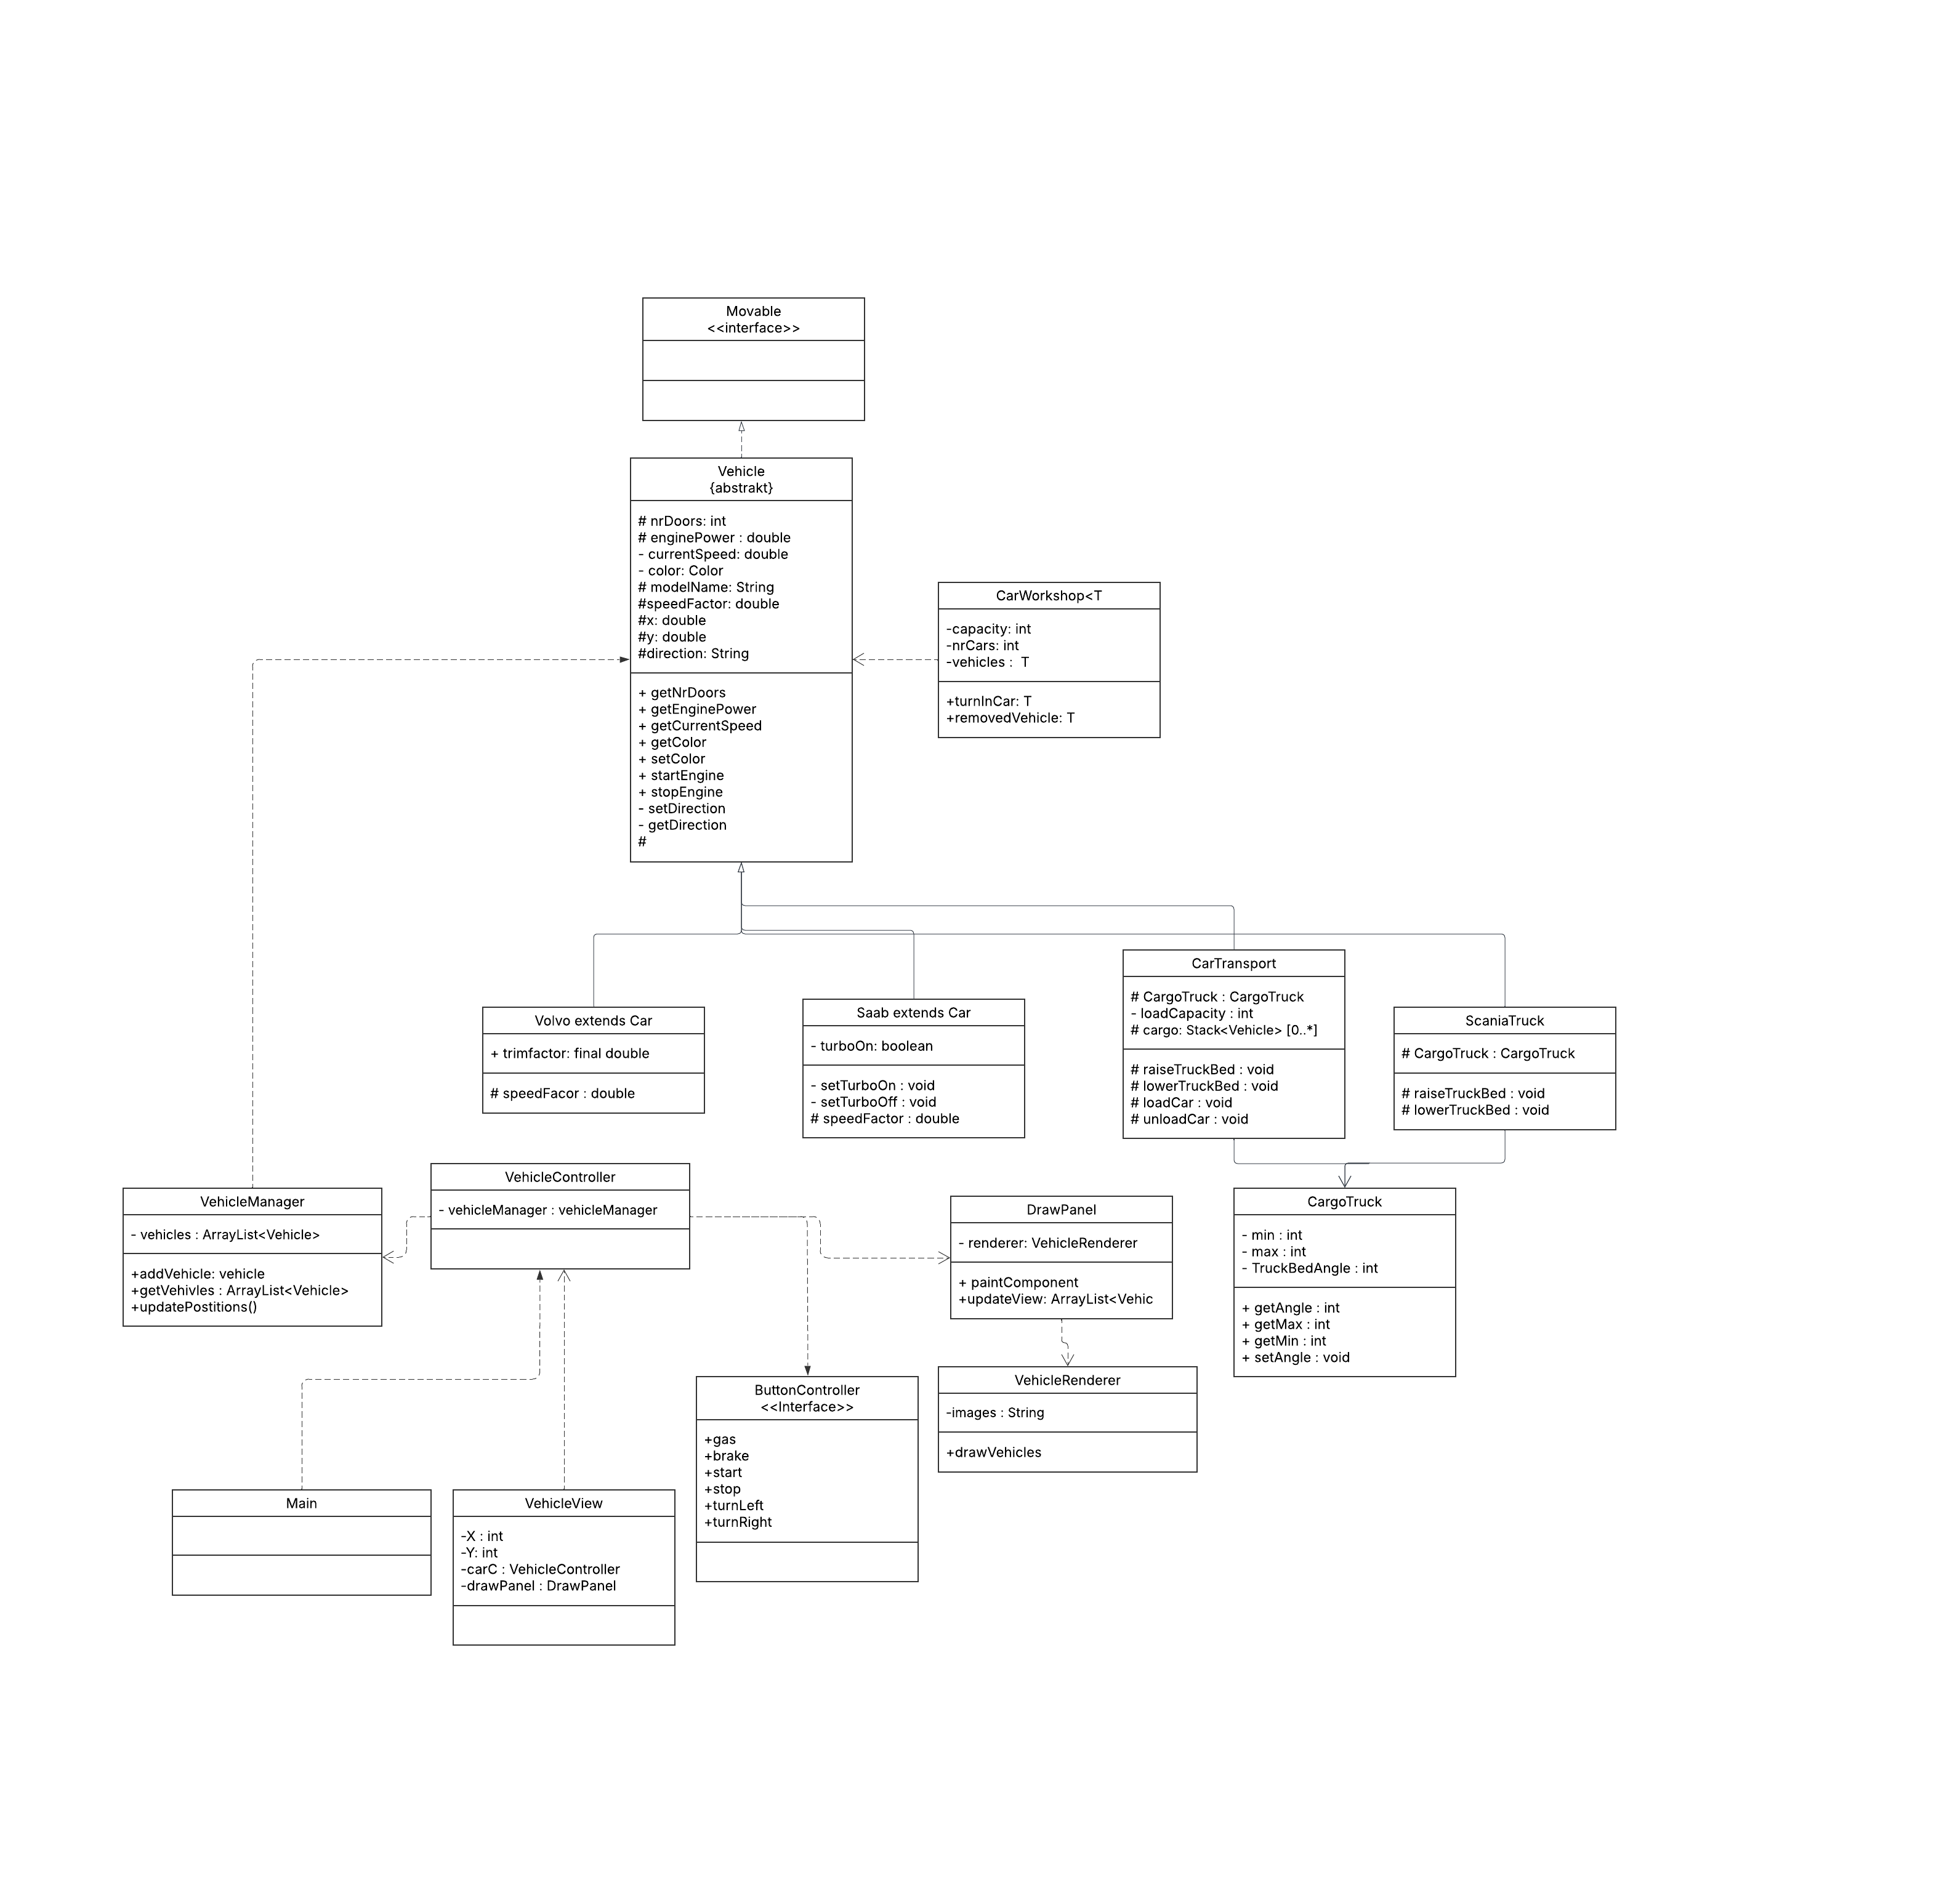 Movable
<<interface>>
Vehicle
{abstrakt}
# nrDoors: int
# enginePower : double
- currentSpeed: double
- color: Color
# modelName: String
#speedFactor: double
#x: double
#y: double
#direction: String
+ getNrDoors
+ getEnginePower
+ getCurrentSpeed
+ getColor
+ setColor
+ startEngine
+ stopEngine
- setDirection
- getDirection
#
CarWorkshop<T
-capacity: int
-nrCars: int
-vehicles :  T
+turnInCar: T
+removedVehicle: T
Volvo extends Car
+ trimfactor: final double
# speedFacor : double
Saab extends Car
- turboOn: boolean
- setTurboOn : void
- setTurboOff : void
# speedFactor : double
CarTransport
# CargoTruck : CargoTruck
- loadCapacity : int
# cargo: Stack<Vehicle> [0..*]
# raiseTruckBed : void
# lowerTruckBed : void
# loadCar : void
# unloadCar : void
ScaniaTruck
# CargoTruck : CargoTruck
# raiseTruckBed : void
# lowerTruckBed : void
VehicleManager
- vehicles : ArrayList<Vehicle>
+addVehicle: vehicle
+getVehivles : ArrayList<Vehicle>
+updatePostitions()
VehicleController
- vehicleManager : vehicleManager
DrawPanel
- renderer: VehicleRenderer
+ paintComponent
+updateView: ArrayList<Vehic
CargoTruck
- min : int
- max : int
- TruckBedAngle : int
+ getAngle : int
+ getMax : int
+ getMin : int
+ setAngle : void
ButtonController
<<Interface>>
+gas
+brake
+start
+stop
+turnLeft
+turnRight
VehicleRenderer
-images : String
+drawVehicles
Main
VehicleView
-X : int
-Y: int
-carC : VehicleController
-drawPanel : DrawPanel